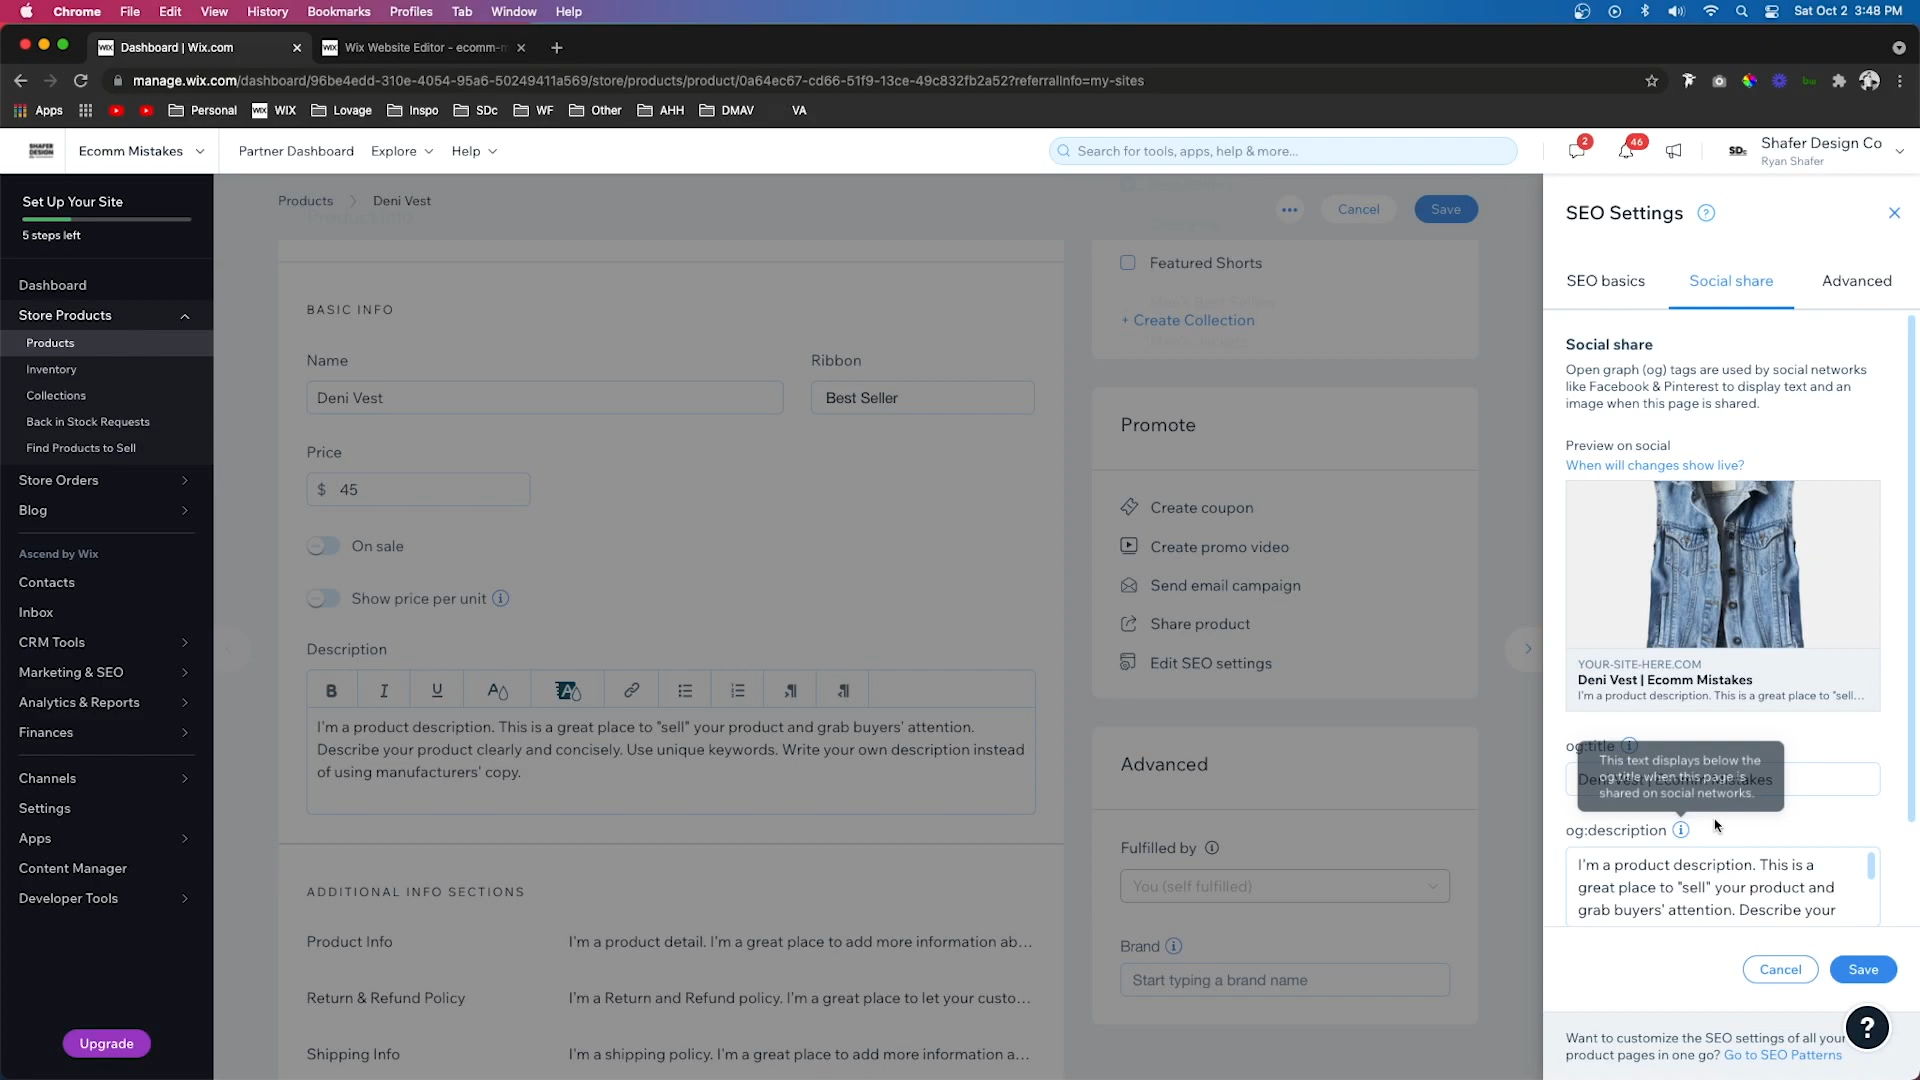 Chrome File Edit View History Bookmarks Profiles Tab Window Help
Sat Oct 2 3:48 PM
Dashboard | Wix.com
Wix Website Editor - ecomm-m
manage.wix.com/dashboard/96be4edd-310e-4054-95a6-50249411a569/store/products/product/0a64ec67-cd66-51f9-13ce-49c832fb2a52?referralInfo=my-sites
Apps Personal WIX Lovage Inspo SDc WF Other AHH DMAV VA
SHAFER DESIGN
Ecomm Mistakes
Partner Dashboard
Explore
Help
Search for tools, apps, help & more...
2
46
SDc
Shafer Design Co
Ryan Shafer
Set Up Your Site
5 steps left
Dashboard
Store Products
Products
Inventory
Collections
Back in Stock Requests
Find Products to Sell
Store Orders
Blog
Ascend by Wix
Contacts
Inbox
CRM Tools
Marketing & SEO
Analytics & Reports
Finances
Channels
Settings
Apps
Content Manager
Developer Tools
Upgrade
Products
Deni Vest
Product info
Cancel
Save
BASIC INFO
Name
Deni Vest
Ribbon
Best Seller
Price
$ 45
On sale
Show price per unit
Description
B I U
I'm a product description. This is a great place to "sell" your product and grab buyers' attention.
Describe your product clearly and concisely. Use unique keywords. Write your own description instead
of using manufacturers' copy.
ADDITIONAL INFO SECTIONS
Product Info
I'm a product detail. I'm a great place to add more information ab...
Return & Refund Policy
I'm a Return and Refund policy. I'm a great place to let your custo...
Shipping Info
I'm a shipping policy. I'm a great place to add more information a...
Featured Shorts
+ Create Collection
Promote
Create coupon
Create promo video
Send email campaign
Share product
Edit SEO settings
Advanced
Fulfilled by
You (self fulfilled)
Brand
Start typing a brand name
SEO Settings
SEO basics
Social share
Advanced
Social share
Open graph (og) tags are used by social networks
like Facebook & Pinterest to display text and an
image when this page is shared.
Preview on social
When will changes show live?
YOUR-SITE-HERE.COM
Deni Vest | Ecomm Mistakes
I'm a product description. This is a great place to "sell...
og:title
Deni Vest | Ecomm Mistakes
This text displays below the
og:title when this page is
shared on social networks.
og:description
I'm a product description. This is a
great place to "sell" your product and
grab buyers' attention. Describe your
Cancel
Save
Want to customize the SEO settings of all your
product pages in one go? Go to SEO Patterns
?